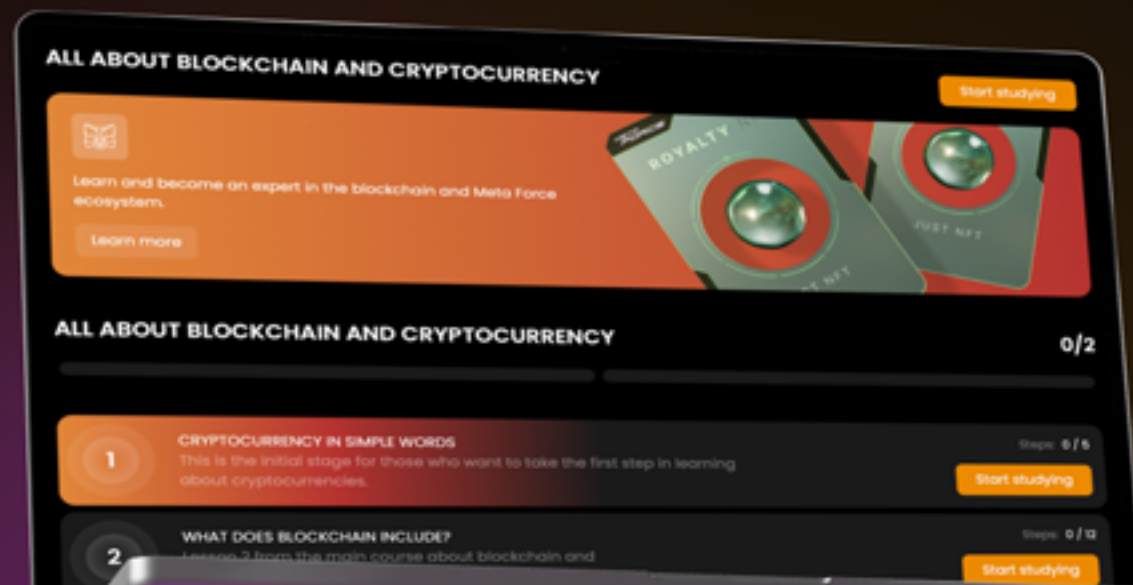 ALL ABOUT BLOCKCHAIN AND CRYPTOCURRENCY
Start studying
Learn and become an expert in the blockchain and Meta Force
ecosystem.
Learn more
ROYALTY
JUST NFT
NFT
ALL ABOUT BLOCKCHAIN AND CRYPTOCURRENCY
0/2
1
CRYPTOCURRENCY IN SIMPLE WORDS
This is the initial stage for those who want to take the first step in learning
about cryptocurrencies.
Steps: 0/5
Start studying
2
WHAT DOES BLOCKCHAIN INCLUDE?
Lesson 2 from the main course about blockchain and
Steps: 0/12
Start studying